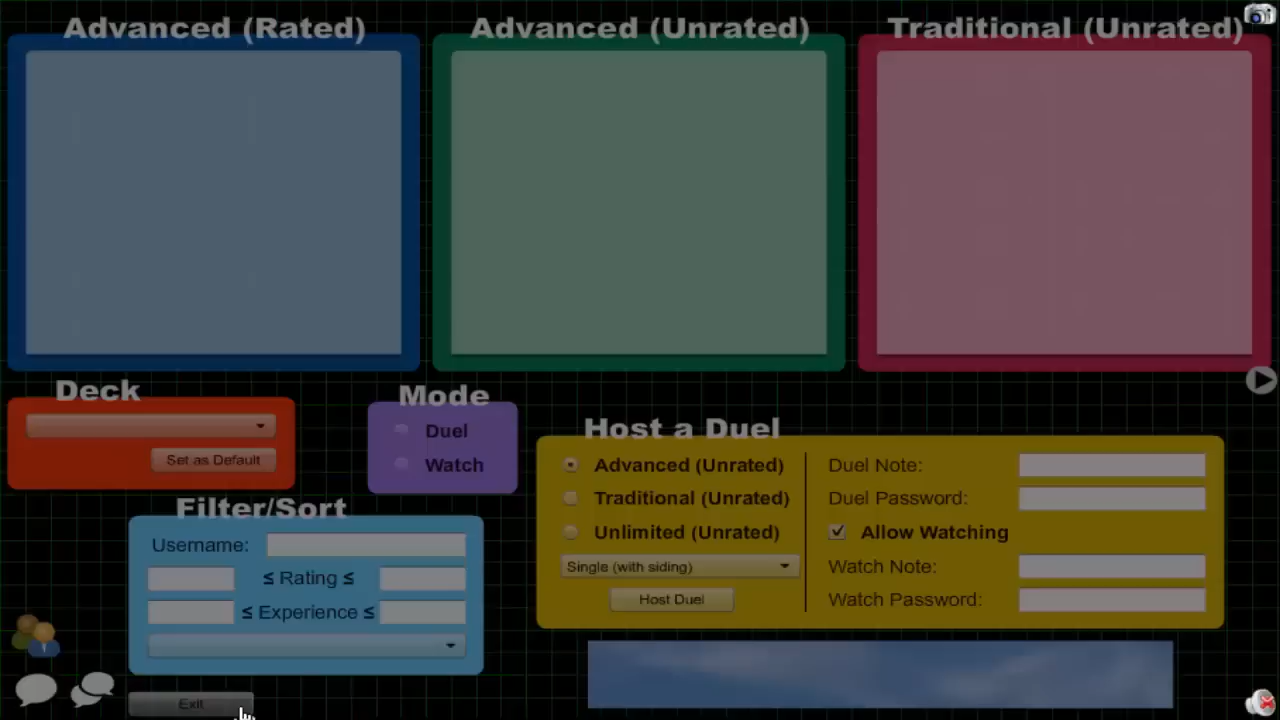 Advanced (Rated)
Advanced (Unrated)
Traditional (Unrated)
Deck
Set as Default
Mode
Duel
Watch
Filter/Sort
Username:
≤ Rating ≤
≤ Experience ≤
Exit
Host a Duel
Advanced (Unrated)
Traditional (Unrated)
Unlimited (Unrated)
Single (with siding)
Host Duel
Duel Note:
Duel Password:
Allow Watching
Watch Note:
Watch Password: